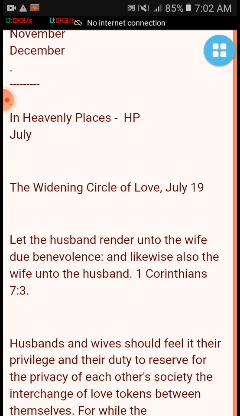 85% 7:02 AM
0:0KB/s U:0KB/s No internet connection
November
December
.
---------
In Heavenly Places - HP
July
The Widening Circle of Love, July 19
Let the husband render unto the wife
due benevolence: and likewise also the
wife unto the husband. 1 Corinthians
7:3.
Husbands and wives should feel it their
privilege and their duty to reserve for
the privacy of each other's society the
interchange of love tokens between
themselves. For while the